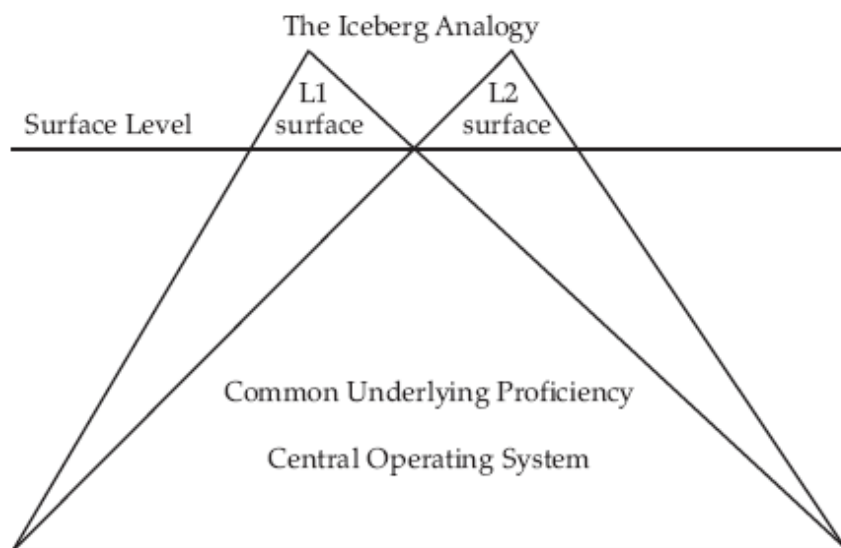 The Iceberg Analogy
L1
surface
L2
surface
Surface Level
Common Underlying Proficiency
Central Operating System